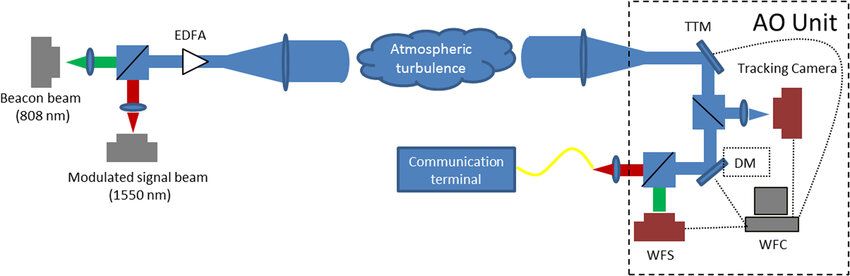 EDFA
Beacon beam
(808 nm)
Modulated signal beam
(1550 nm)
Atmospheric
turbulence
Communication
terminal
TTM
AO Unit
Tracking Camera
DM
WFS
WFC